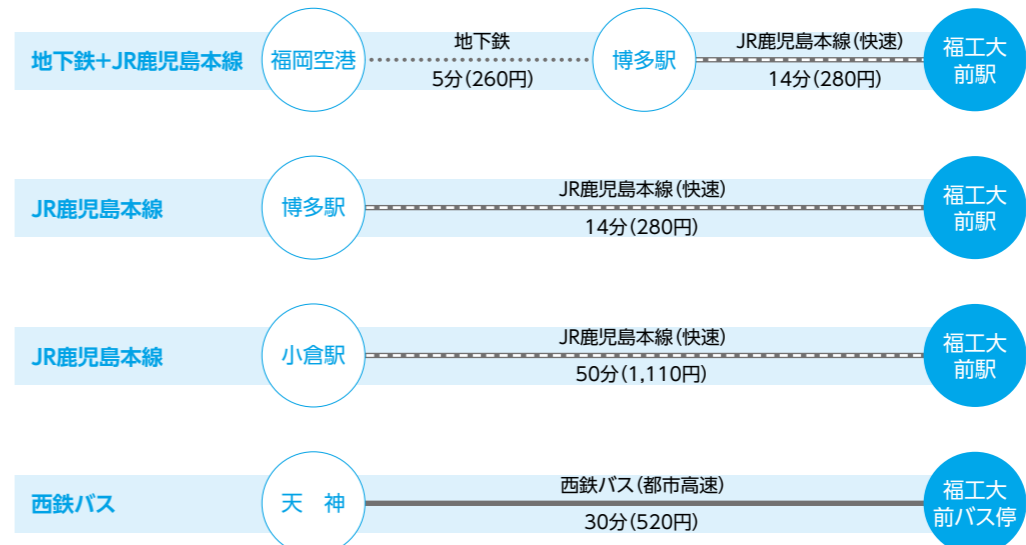 地下鉄+JR鹿児島本線
福岡空港
地下鉄
5分(260円)
博多駅
JR鹿児島本線(快速)
14分(280円)
福工大
前駅
JR鹿児島本線
博多駅
JR鹿児島本線(快速)
14分(280円)
福工大
前駅
JR鹿児島本線
小倉駅
JR鹿児島本線(快速)
50分(1,110円)
福工大
前駅
西鉄バス
天 神
西鉄バス(都市高速)
30分(520円)
福工大
前バス停